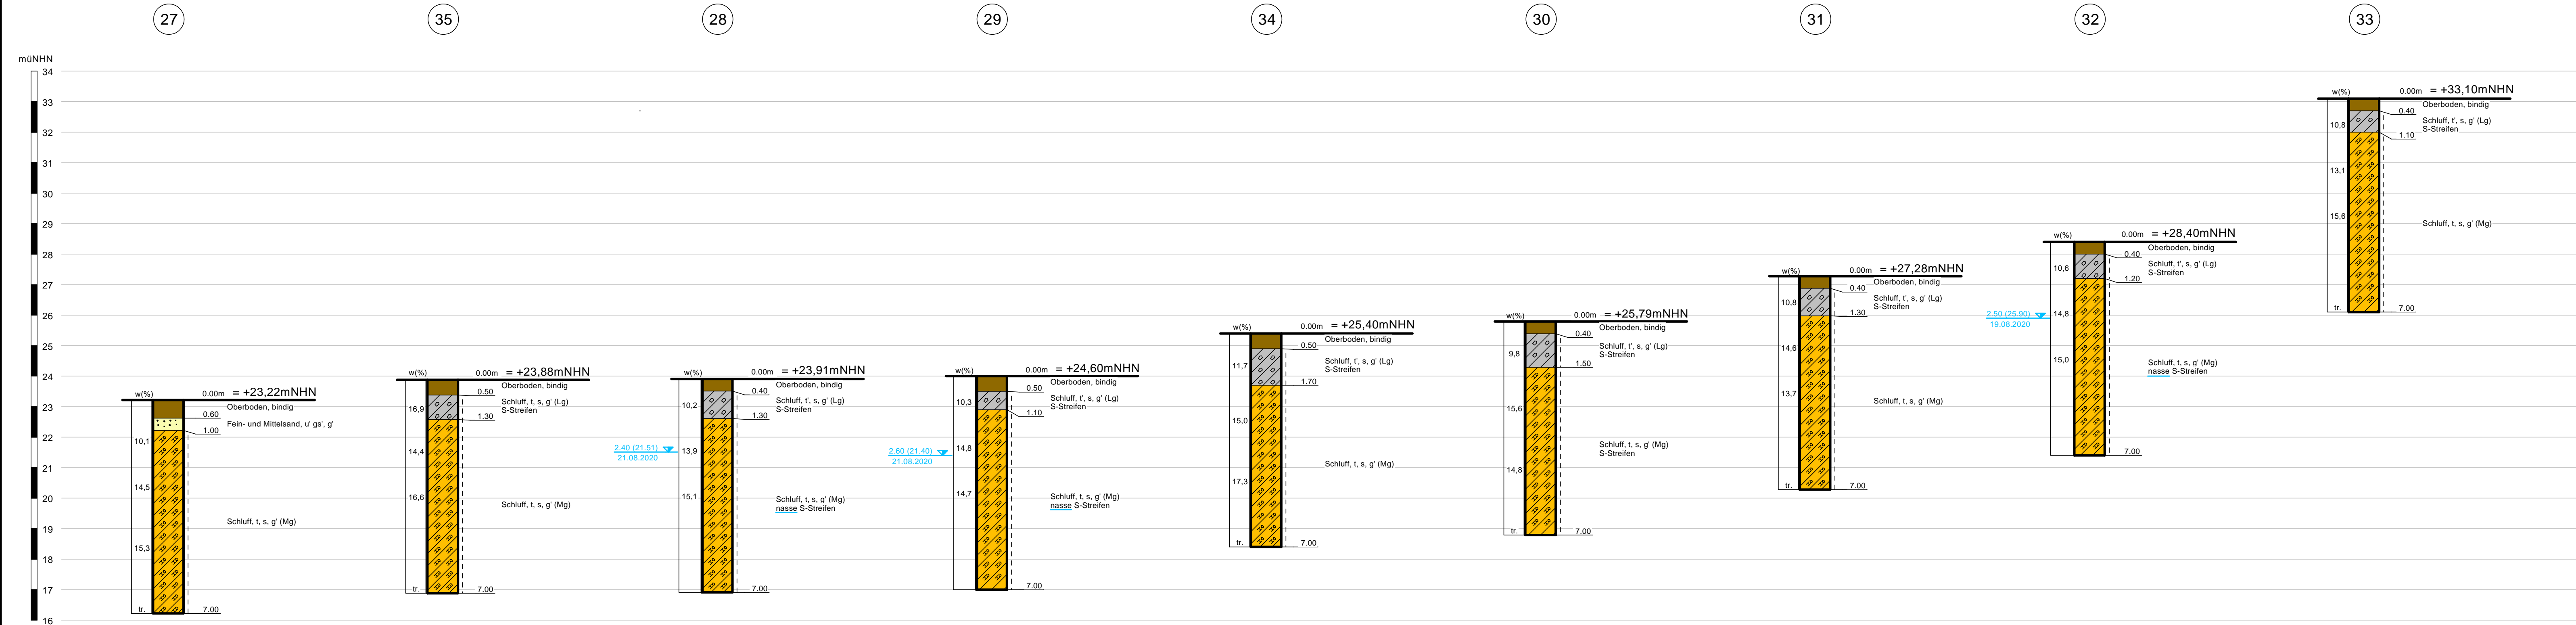 27
35
28
29
34
30
31
32
33
müNHN
34
33
32
31
30
29
28
27
26
25
24
23
22
21
20
19
18
17
16
w(%)
0.00m = +23,22mNHN
Oberboden, bindig
0.60
Fein- und Mittelsand, u' gs', g'
1.00
10,1
14,5
Schluff, t, s, g' (Mg)
15,3
tr.
7.00
w(%)
0.00m = +23,88mNHN
Oberboden, bindig
0.50
Schluff, t, s, g' (Lg)
S-Streifen
16,9
1.30
14,4
16,6
Schluff, t, s, g' (Mg)
tr.
7.00
w(%)
0.00m = +23,91mNHN
Oberboden, bindig
0.40
Schluff, t', s, g' (Lg)
S-Streifen
10,2
1.30
2.40 (21.51)
21.08.2020
13,9
15,1
Schluff, t, s, g' (Mg)
nasse S-Streifen
7.00
w(%)
0.00m = +24,60mNHN
Oberboden, bindig
0.50
Schluff, t', s, g' (Lg)
S-Streifen
10,3
1.10
2.60 (21.40)
21.08.2020
14,8
14,7
Schluff, t, s, g' (Mg)
nasse S-Streifen
7.00
w(%)
0.00m = +25,40mNHN
Oberboden, bindig
0.50
Schluff, t', s, g' (Lg)
S-Streifen
11,7
1.70
15,0
Schluff, t, s, g' (Mg)
17,3
tr.
7.00
w(%)
0.00m = +25,79mNHN
Oberboden, bindig
0.40
Schluff, t', s, g' (Lg)
S-Streifen
9,8
1.50
15,6
Schluff, t, s, g' (Mg)
S-Streifen
14,8
tr.
7.00
w(%)
0.00m = +27,28mNHN
Oberboden, bindig
0.40
Schluff, t', s, g' (Lg)
S-Streifen
10,8
1.30
14,6
13,7
Schluff, t, s, g' (Mg)
tr.
7.00
w(%)
0.00m = +28,40mNHN
Oberboden, bindig
0.40
Schluff, t', s, g' (Lg)
S-Streifen
10,6
1.20
2.50 (25.90)
19.08.2020
14,8
15,0
Schluff, t, s, g' (Mg)
nasse S-Streifen
7.00
w(%)
0.00m = +33,10mNHN
Oberboden, bindig
0.40
Schluff, t', s, g' (Lg)
S-Streifen
10,8
1.10
13,1
15,6
Schluff, t, s, g' (Mg)
tr.
7.00